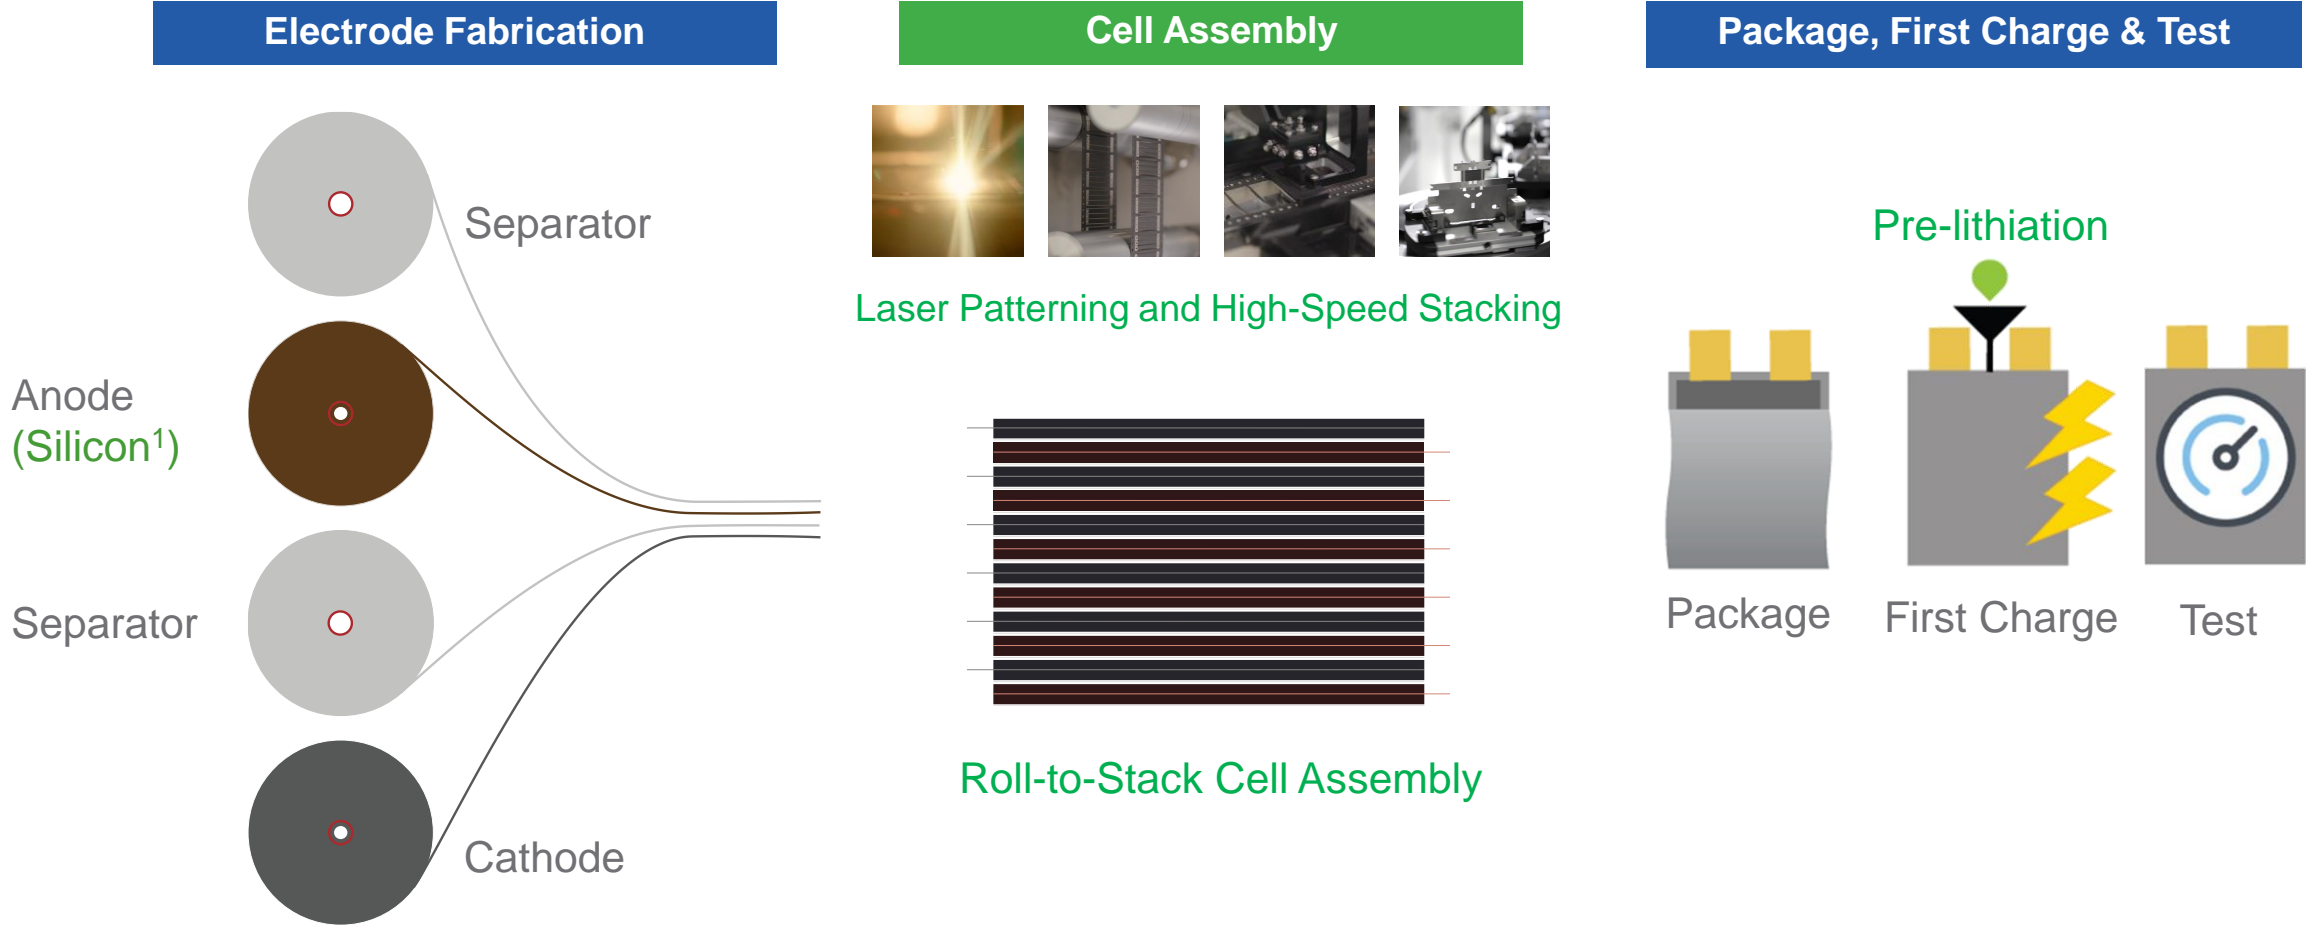 Electrode Fabrication
Separator
Anode
(Silicon¹)
Separator
Cathode
Cell Assembly
Laser Patterning and High-Speed Stacking
Roll-to-Stack Cell Assembly
Package, First Charge & Test
Pre-lithiation
Package
First Charge
Test